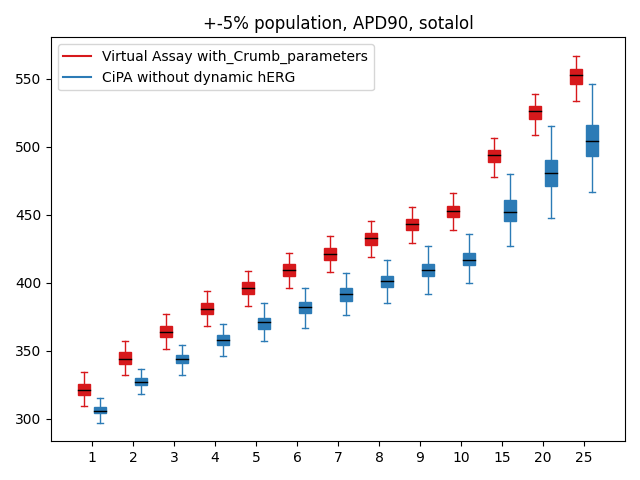 +-5% population, APD90, sotalol
Virtual Assay with_Crumb_parameters
CiPA without dynamic hERG
550
500
450
400
350
300
1 2 3 4 5 6 7 8 9 10 15 20 25